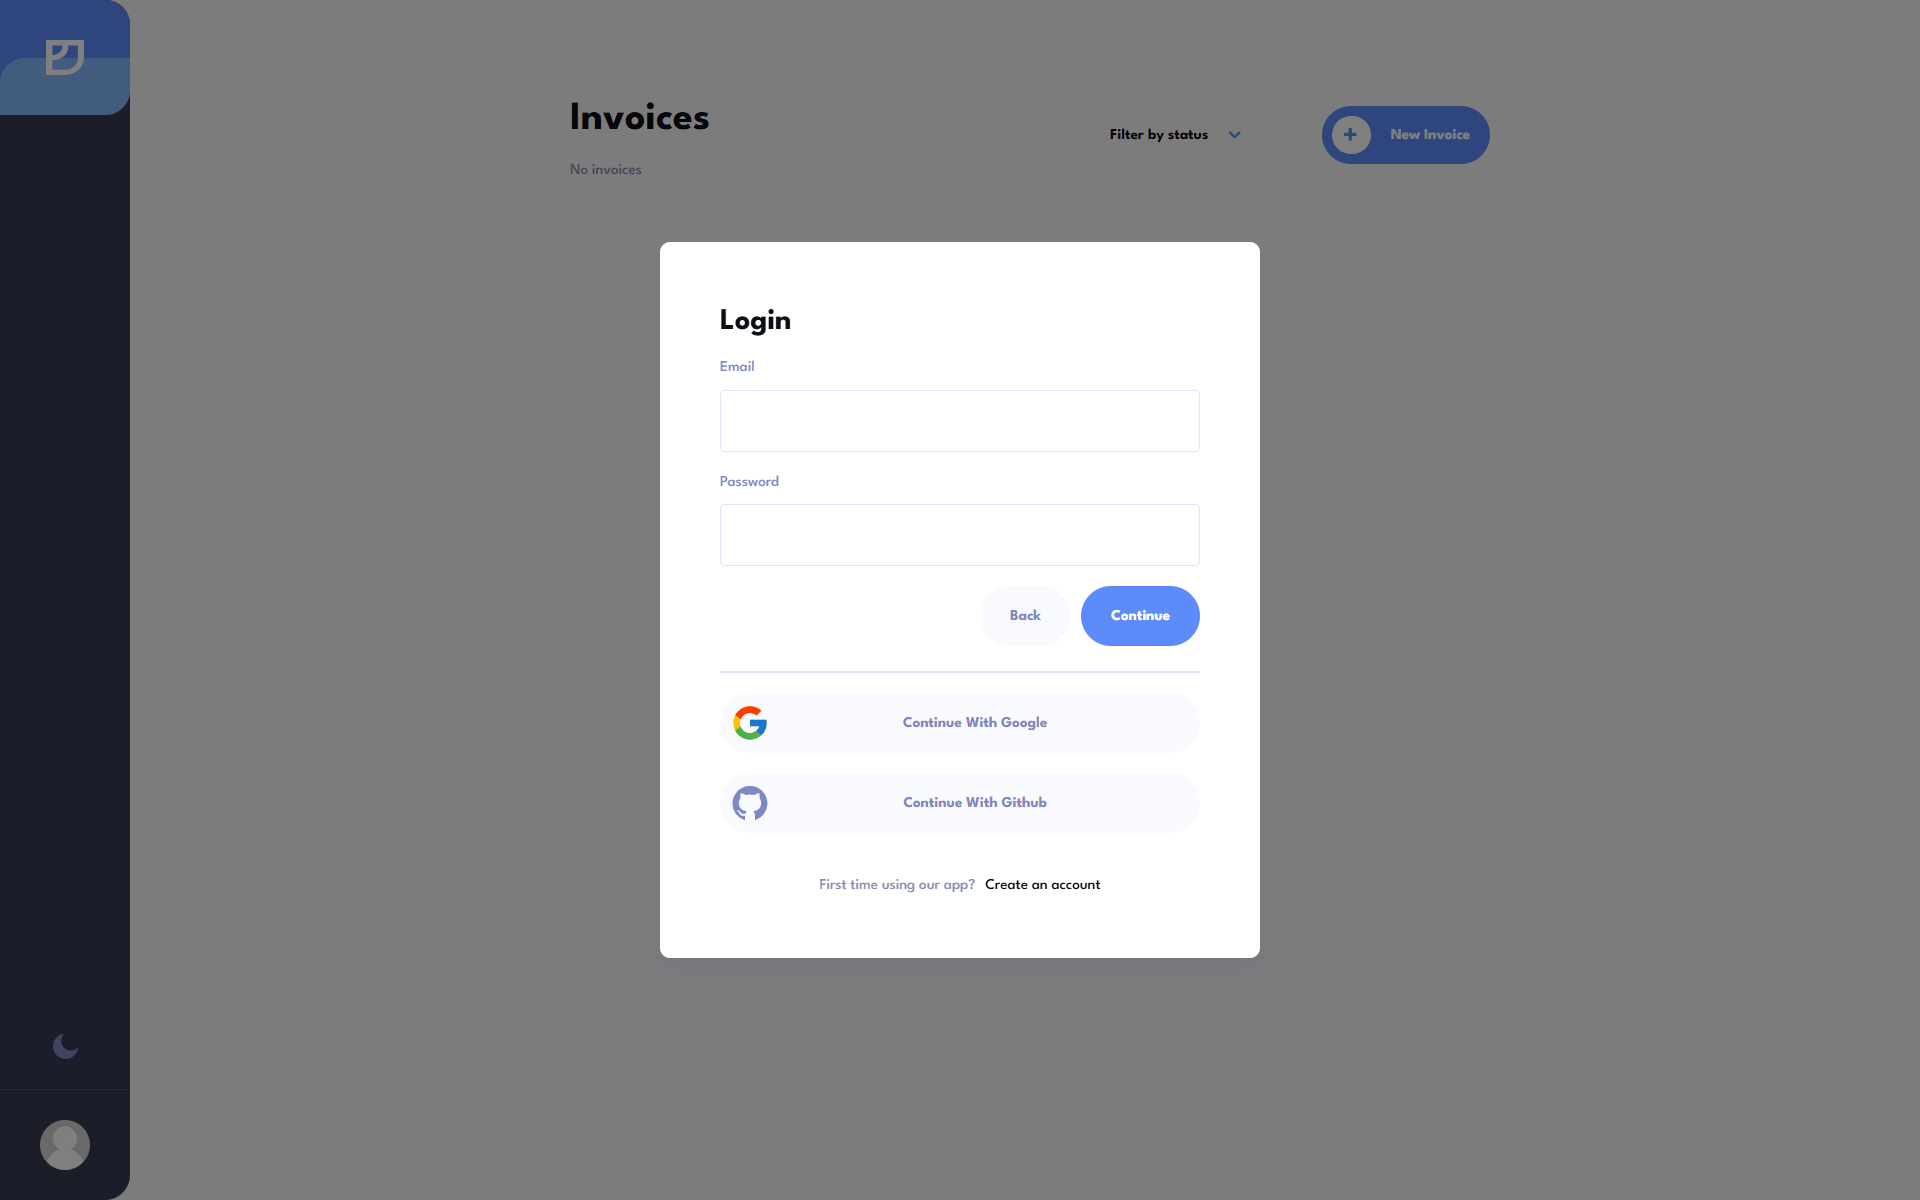 Invoices
No invoices
Filter by status
New Invoice
Login
Email
Password
Back
Continue
Continue With Google
Continue With Github
First time using our app? Create an account